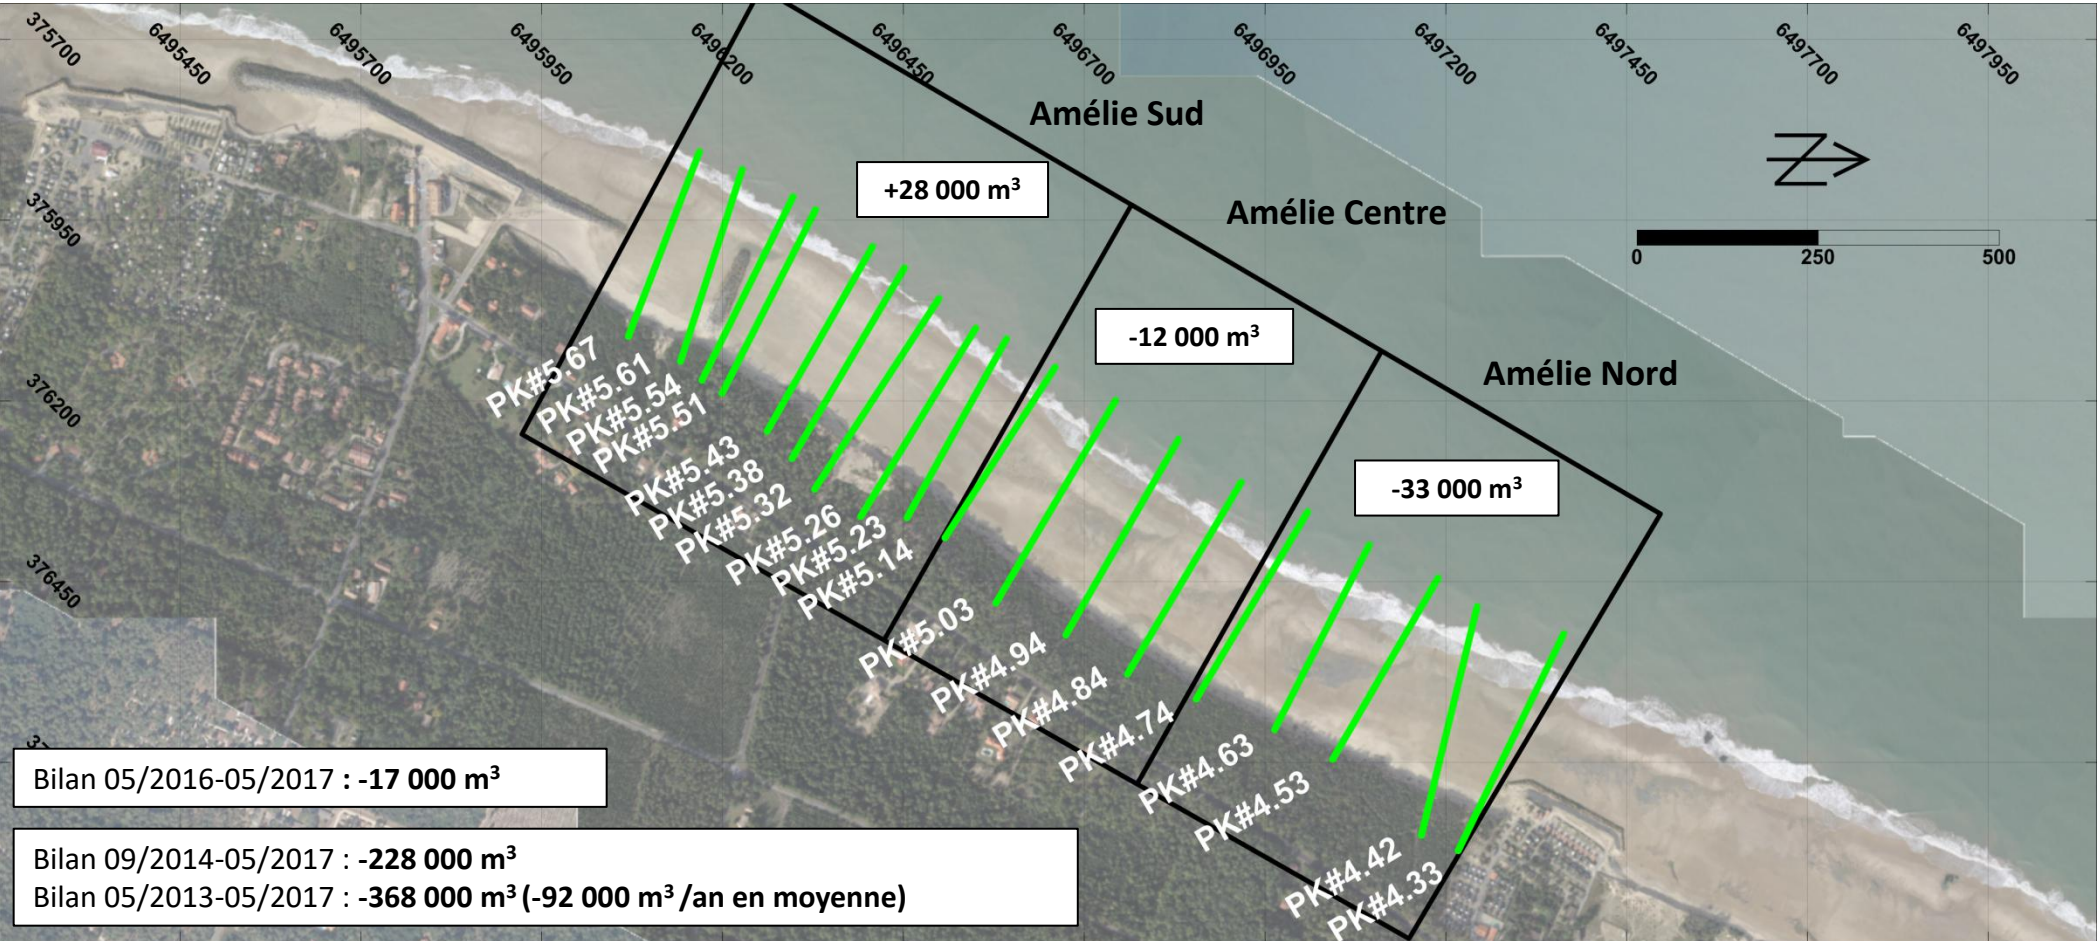 375700
6495450
6495700
6495950
6496200
6496450
6496700
6496950
6497200
6497450
6497700
6497950
375950
376200
376450
Amélie Sud
+28 000 m³
Amélie Centre
-12 000 m³
Amélie Nord
-33 000 m³
N
0 250 500
PK#5.67
PK#5.61
PK#5.54
PK#5.51
PK#5.43
PK#5.38
PK#5.32
PK#5.26
PK#5.23
PK#5.14
PK#5.03
PK#4.94
PK#4.84
PK#4.74
PK#4.63
PK#4.53
PK#4.42
PK#4.33
Bilan 05/2016-05/2017 : -17 000 m³
Bilan 09/2014-05/2017 : -228 000 m³
Bilan 05/2013-05/2017 : -368 000 m³ (-92 000 m³ /an en moyenne)